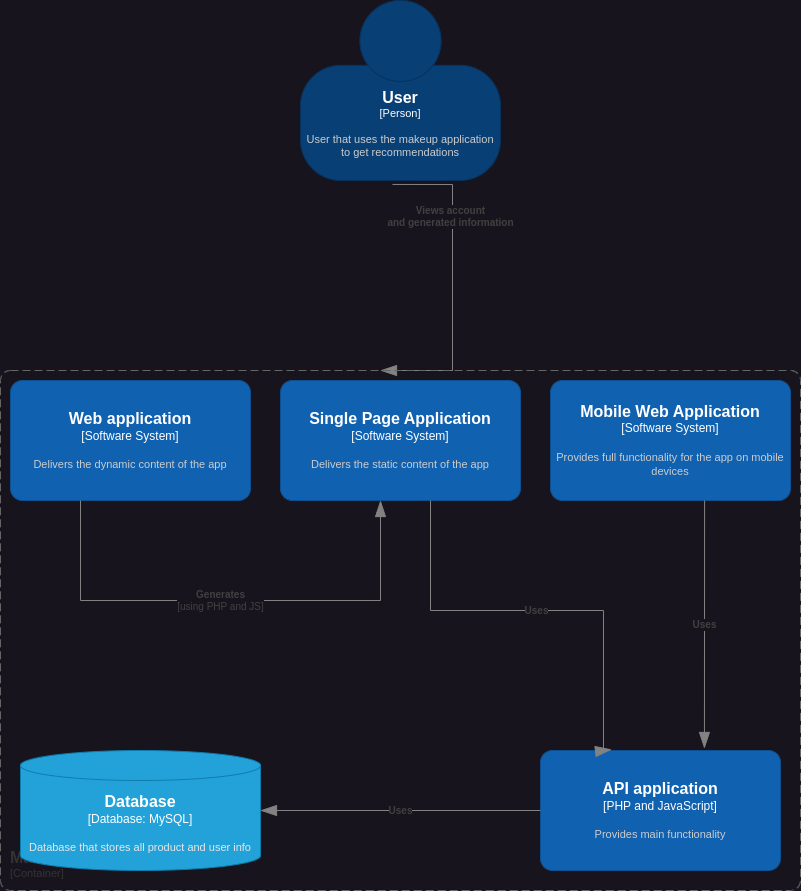 User
[Person]
User that uses the makeup application
to get recommendations
Views account
and generated information
Web application
[Software System]
Delivers the dynamic content of the app
Single Page Application
[Software System]
Delivers the static content of the app
Mobile Web Application
[Software System]
Provides full functionality for the app on mobile
devices
Generates
[using PHP and JS]
Uses
Uses
Database
[Database: MySQL]
Database that stores all product and user info
Uses
API application
[PHP and JavaScript]
Provides main functionality
[Container]